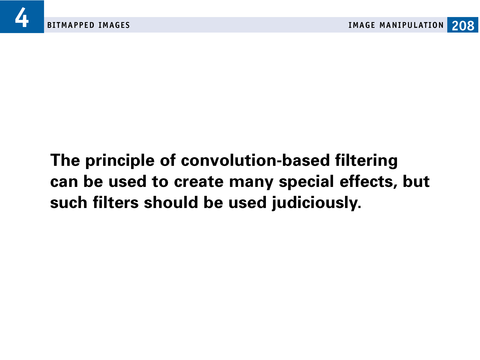 4
BITMAPPED IMAGES
IMAGE MANIPULATION 208
The principle of convolution-based filtering
can be used to create many special effects, but
such filters should be used judiciously.